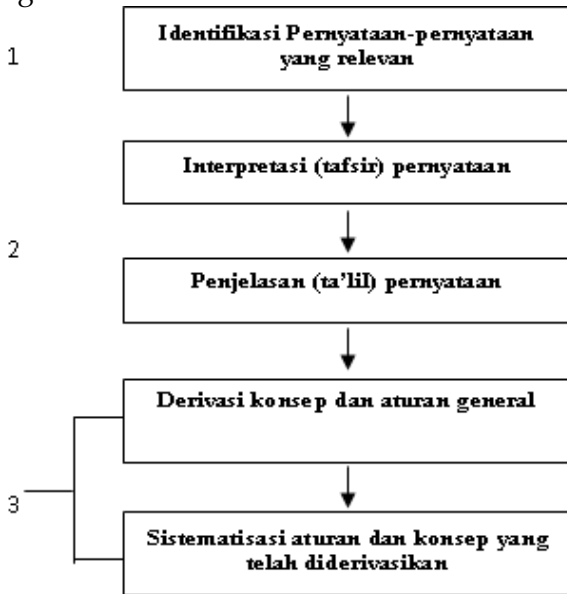 g
Identifikasi Pernyataan-pernyataan
yang relevan
1
Interpretasi (tafsir) pernyataan
2
Penjelasan (ta'lil) pernyataan
Derivasi konsep dan aturan general
3
Sistematisasi aturan dan konsep yang
telah diderivasikan